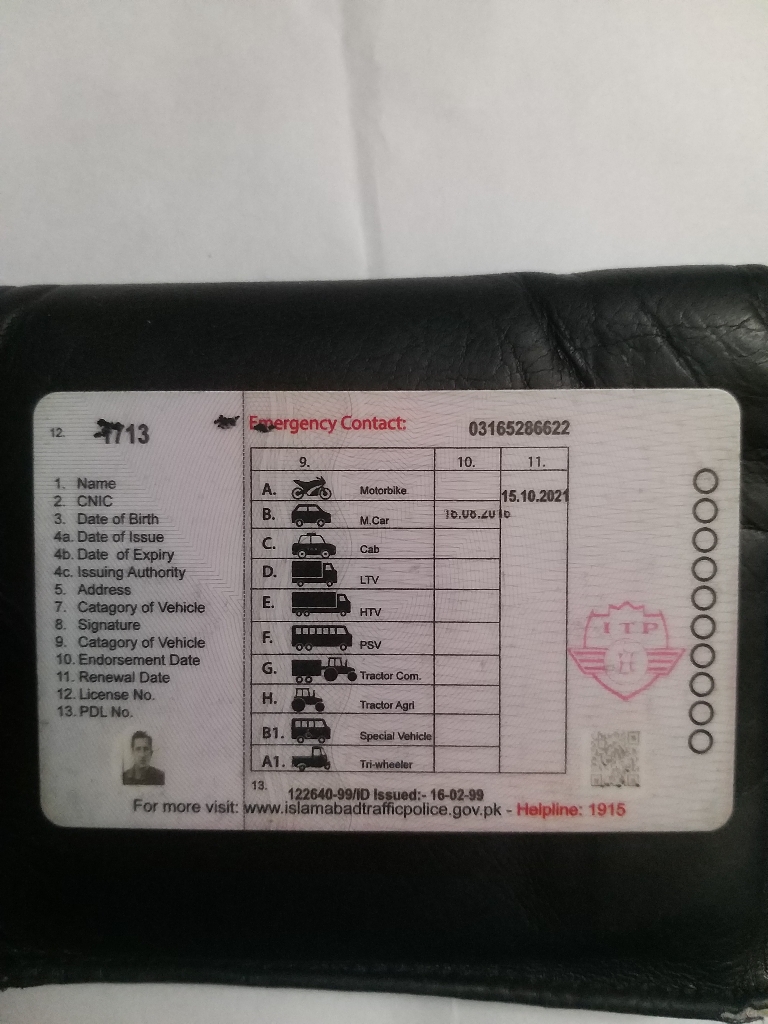 12. 1713
Emergency Contact: 03165286622
1. Name
2. CNIC
3. Date of Birth
4a. Date of Issue
4b. Date of Expiry
4c. Issuing Authority
5. Address
7. Catagory of Vehicle
8. Signature
9. Catagory of Vehicle
10. Endorsement Date
11. Renewal Date
12. License No.
13. PDL No.
9. 10. 11.
A. Motorbike 15.10.2021
B. M.Car
C. Cab
D. LTV
E. HTV
F. PSV
G. Tractor Com.
H. Tractor Agri
B1. Special Vehicle
A1. Tri-wheeler
ITP
13. 122640-99/ID Issued:- 16-02-99
For more visit: www.islamabadtrafficpolice.gov.pk - Helpline: 1915